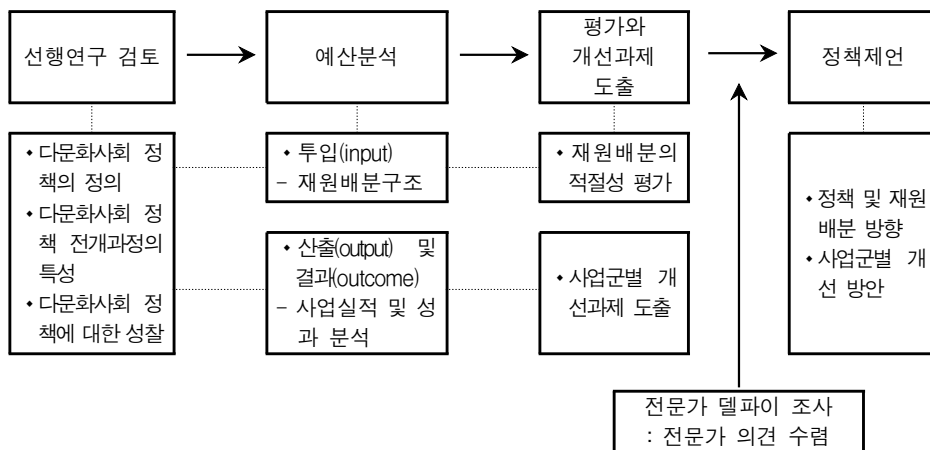 선행연구 검토
예산분석
평가와
개선과제
도출
정책제언
◆ 다문화사회 정
책의 정의
◆ 다문화사회 정
책 전개과정의
특성
◆ 다문화사회 정
책에 대한 성찰
◆ 투입(input)
– 재원배분구조
◆ 재원배분의
적절성 평가
◆ 산출(output) 및
결과(outcome)
– 사업실적 및 성
과 분석
◆ 사업군별 개
선과제 도출
◆ 정책 및 재원
배분 방향
◆ 사업군별 개
선 방안
전문가 델파이 조사
: 전문가 의견 수렴